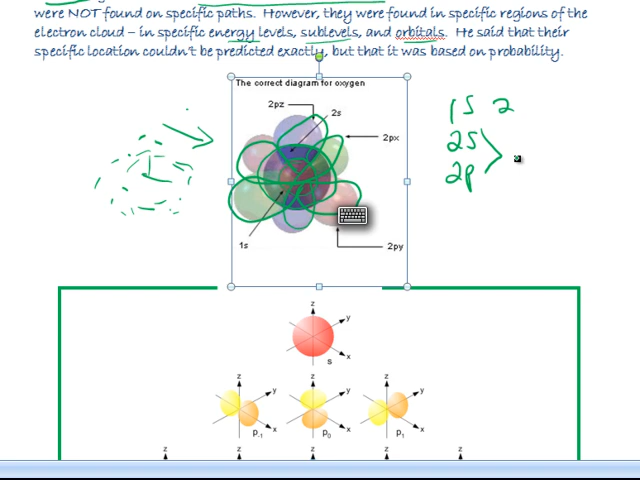 were NOT found on specific paths. However, they were found in specific regions of the
electron cloud – in specific energy levels, sublevels, and orbitals. He said that their
specific location couldn't be predicted exactly, but that it was based on probability.
The correct diagram for oxygen
2pz
2s
2px
1s
2py
1s 2
2s
2p
z
y
x
s
z
y
x
p-1
z
y
x
p0
z
y
x
p1
z
z
z
z
z